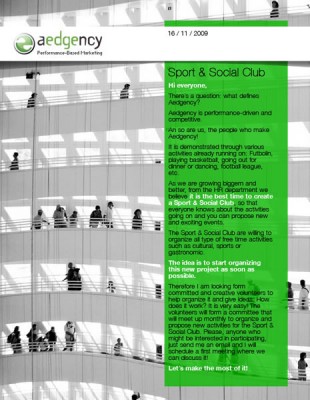 aedgency
Performance-Based Marketing
16 / 11 / 2009
Sport & Social Club
Hi everyone,
There's a question: what defines
Aedgency?
Aedgency is performance-driven and
competitive.
An so are us, the people who make
Aedgency!
It is demonstrated through various
activities already running on: Futbolín,
playing basketball, going out for
dinner or dancing, football league,
etc.
As we are growing biggem and
better, from the HR department we
believe it is the best time to create
a Sport & Social Club, so that
everyone knows about the activities
going on and you can propose new
and exciting events.
The Sport & Social Club are willing to
organize all type of free time activities
such as cultural, sports or
gastronomic.
The idea is to start organizing
this new project as soon as
possible.
Therefore I am looking form
committed and creative volunteers to
help organize it and give ideas; How
does it work? It is very easy! The
volunteers will form a committee that
will meet up monthly to organize and
propose new activities for the Sport &
Social Club. Please, anyone who
might be interested in participating,
just send me an email and I will
schedule a first meeting where we
can discuss it!
Let's make the most of it!